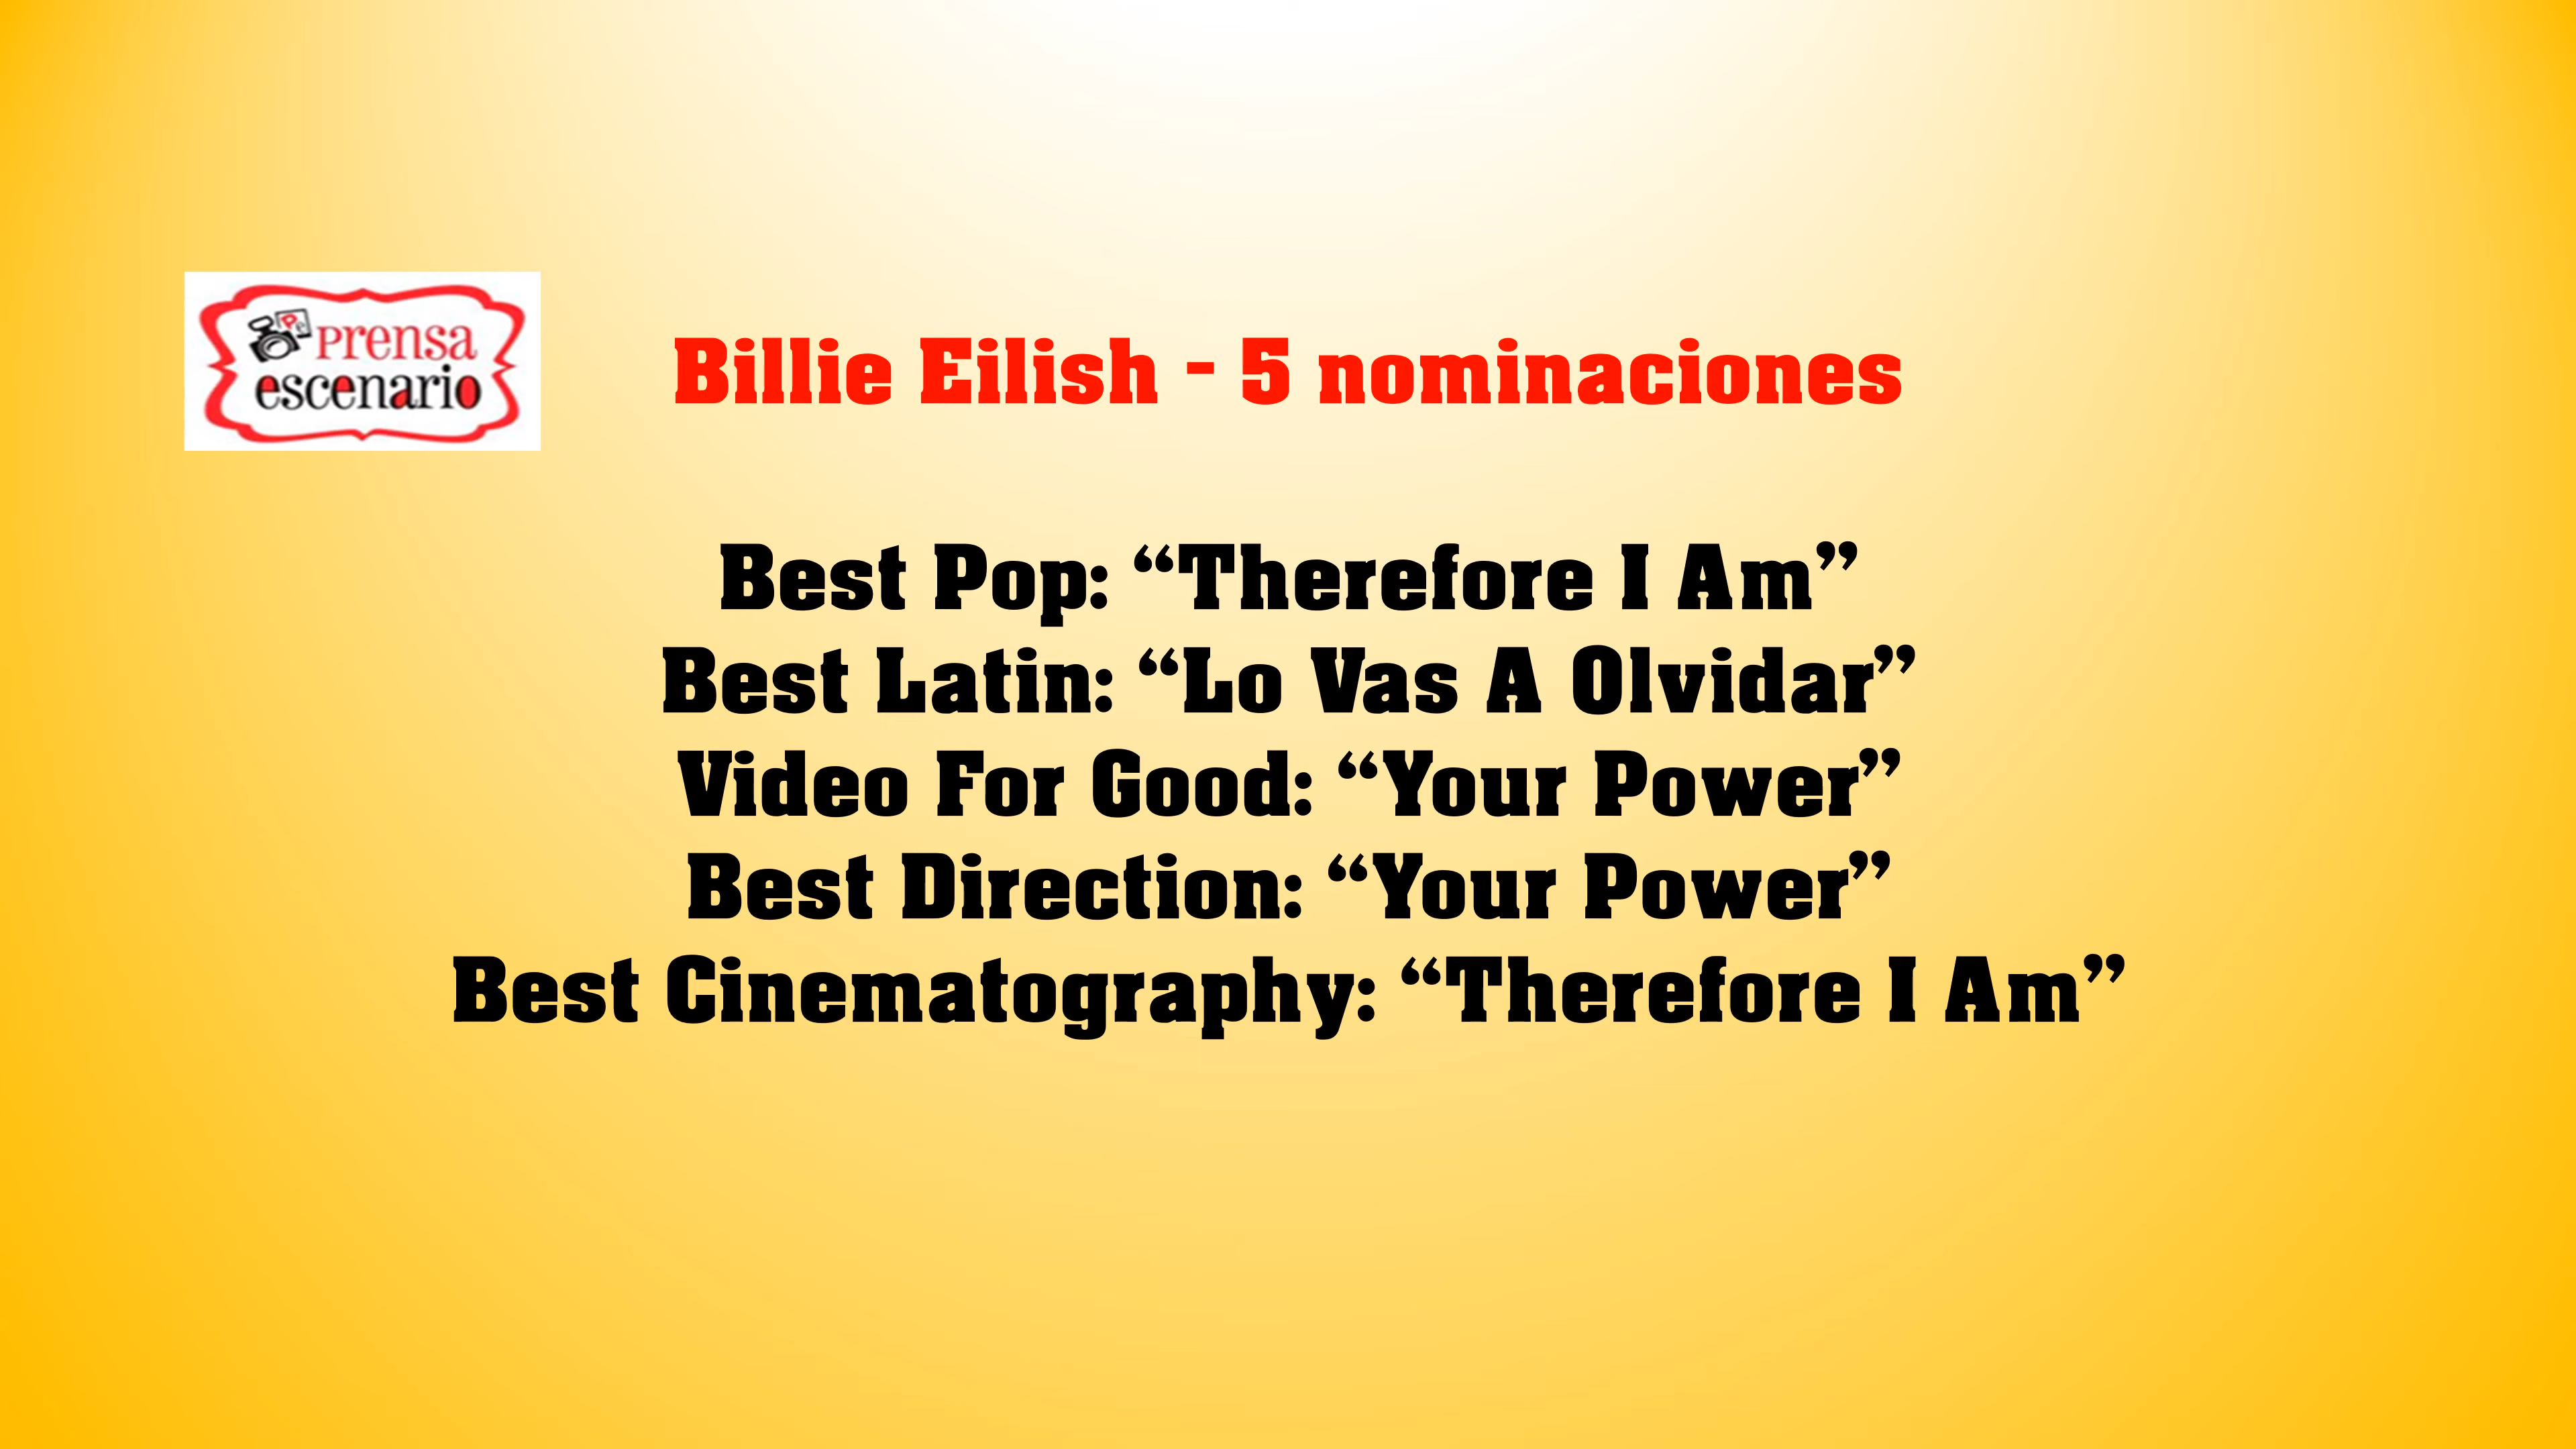 Pe
prensa
escenario
Billie Eilish - 5 nominaciones
Best Pop: “Therefore I Am”
Best Latin: “Lo Vas A Olvidar”
Video For Good: “Your Power”
Best Direction: “Your Power”
Best Cinematography: “Therefore I Am”